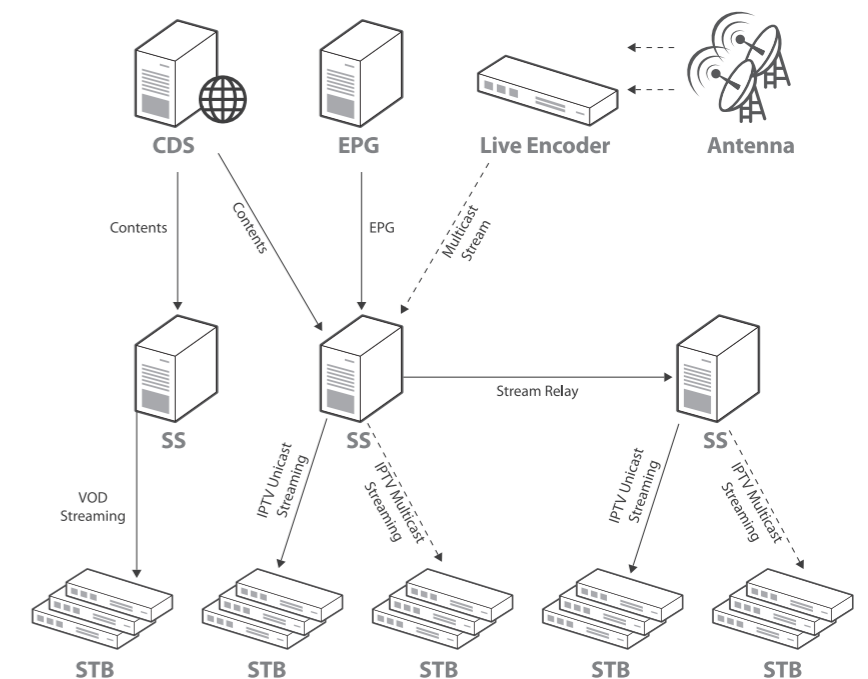 CDS
EPG
Live Encoder
Antenna
Contents
Contents
EPG
Multicast
Stream
SS
SS
Stream Relay
SS
VOD
Streaming
IPTV Unicast
Streaming
IPTV Multicast
Streaming
IPTV Unicast
Streaming
IPTV Multicast
Streaming
STB
STB
STB
STB
STB